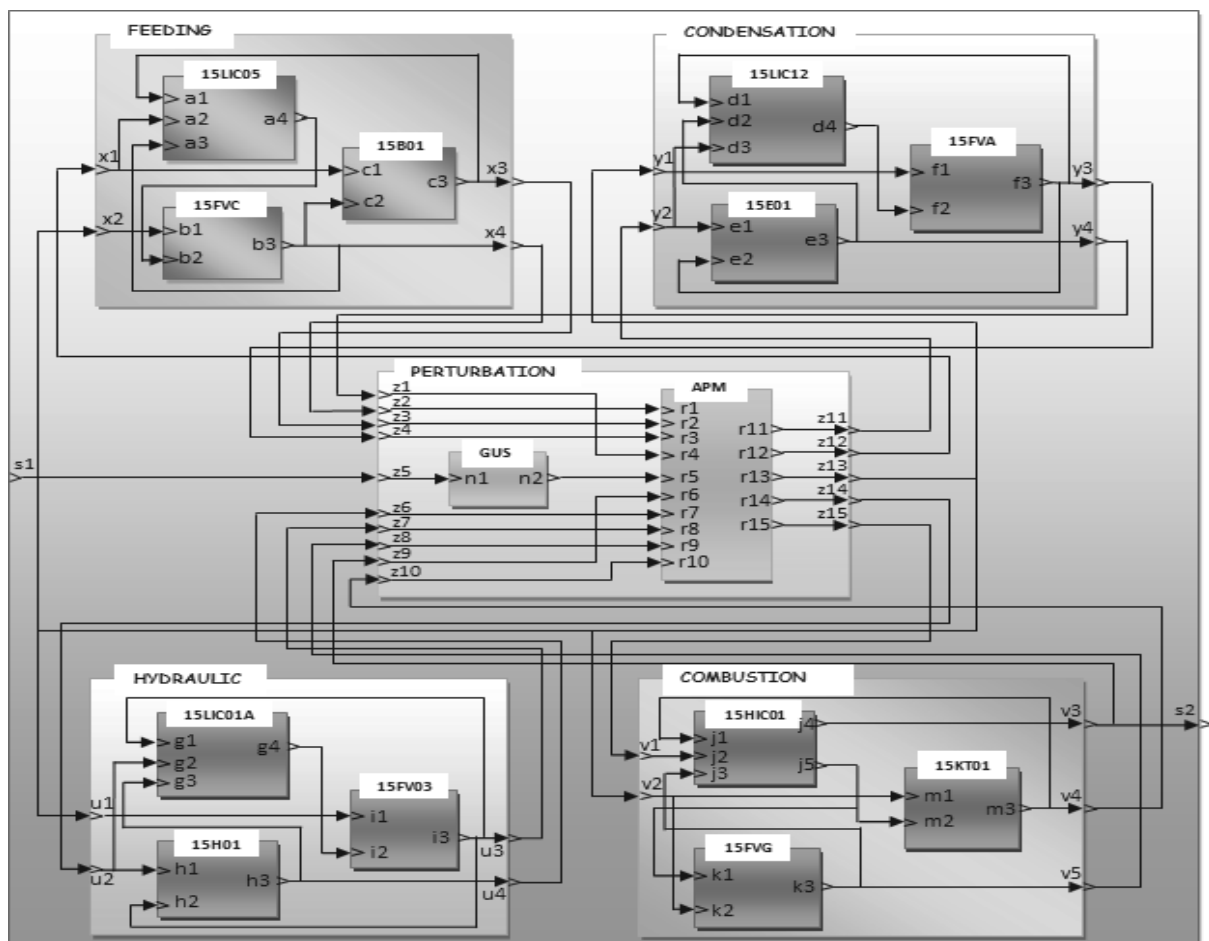 FEEDING
15LIC05
a1
a2
a3
a4
15B01
c1
c2
c3
15FVC
b1
b2
b3
x1
x2
x3
x4
CONDENSATION
15LIC12
d1
d2
d3
d4
15FVA
f1
f2
f3
15E01
e1
e2
e3
y1
y2
y3
y4
PERTURBATION
APM
z1
z2
z3
z4
z5
z6
z7
z8
z9
z10
GUS
n1 n2
r1
r2
r3
r4
r5
r6
r7
r8
r9
r10
r11
r12
r13
r14
r15
z11
z12
z13
z14
z15
s1
HYDRAULIC
15LIC01A
g1
g2
g3
g4
15FV03
i1
i2
i3
15H01
h1
h2
h3
u1
u2
u3
u4
COMBUSTION
15HIC01
j1
j2
j3
j4
j5
15KT01
m1
m2
m3
15FVG
k1
k2
k3
v1
v2
v3
v4
v5
s2